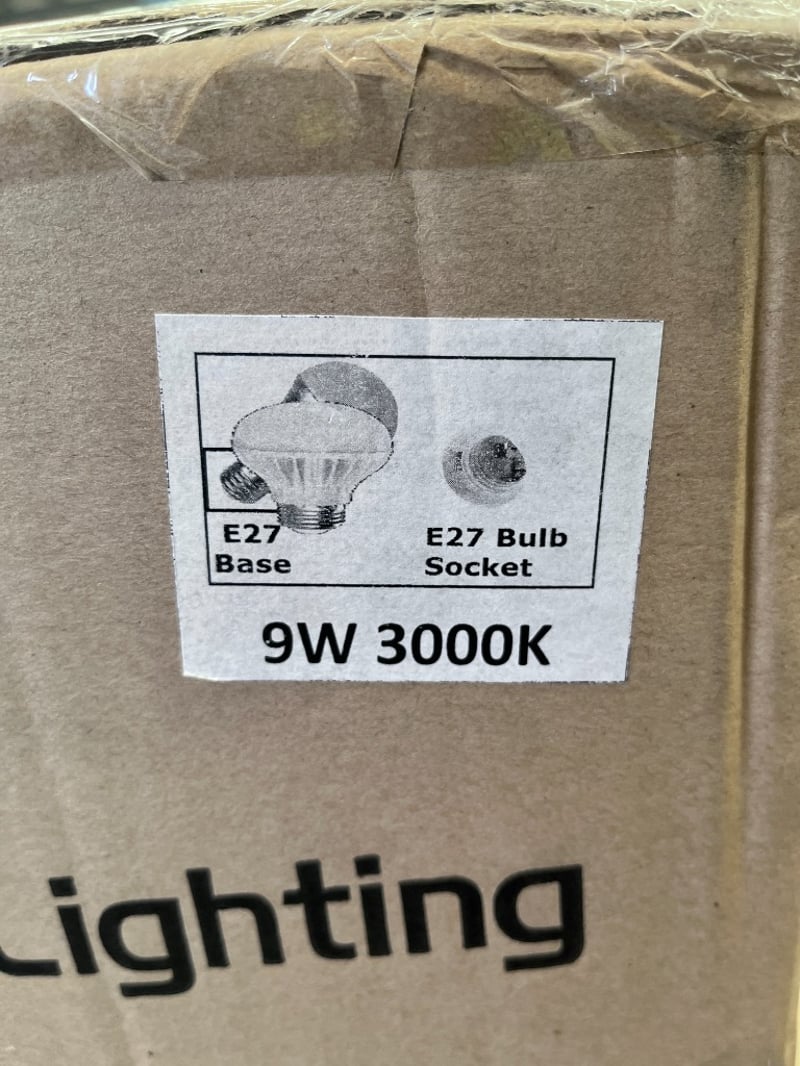 E27
Base
E27 Bulb
Socket
9W 3000K
Lighting